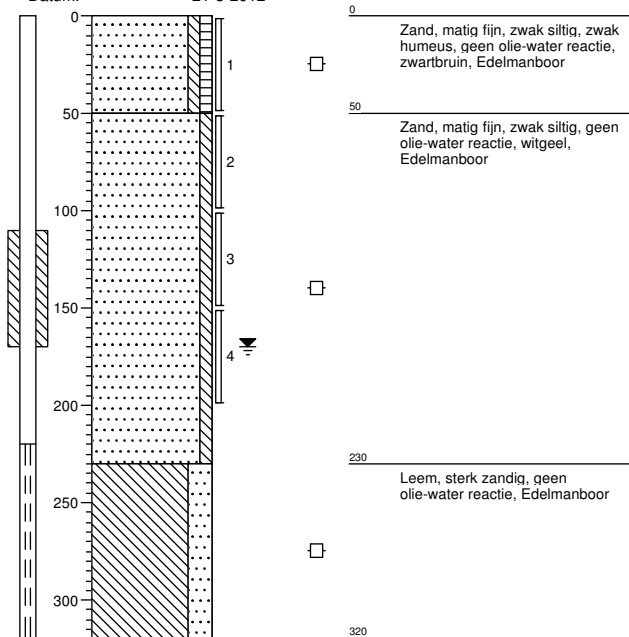 0
Zand, matig fijn, zwak siltig, zwak
humeus, geen olie-water reactie,
zwartbruin, Edelmanboor
50
Zand, matig fijn, zwak siltig, geen
olie-water reactie, witgeel,
Edelmanboor
230
Leem, sterk zandig, geen
olie-water reactie, Edelmanboor
320
0
50
100
150
200
250
300
1
2
3
4